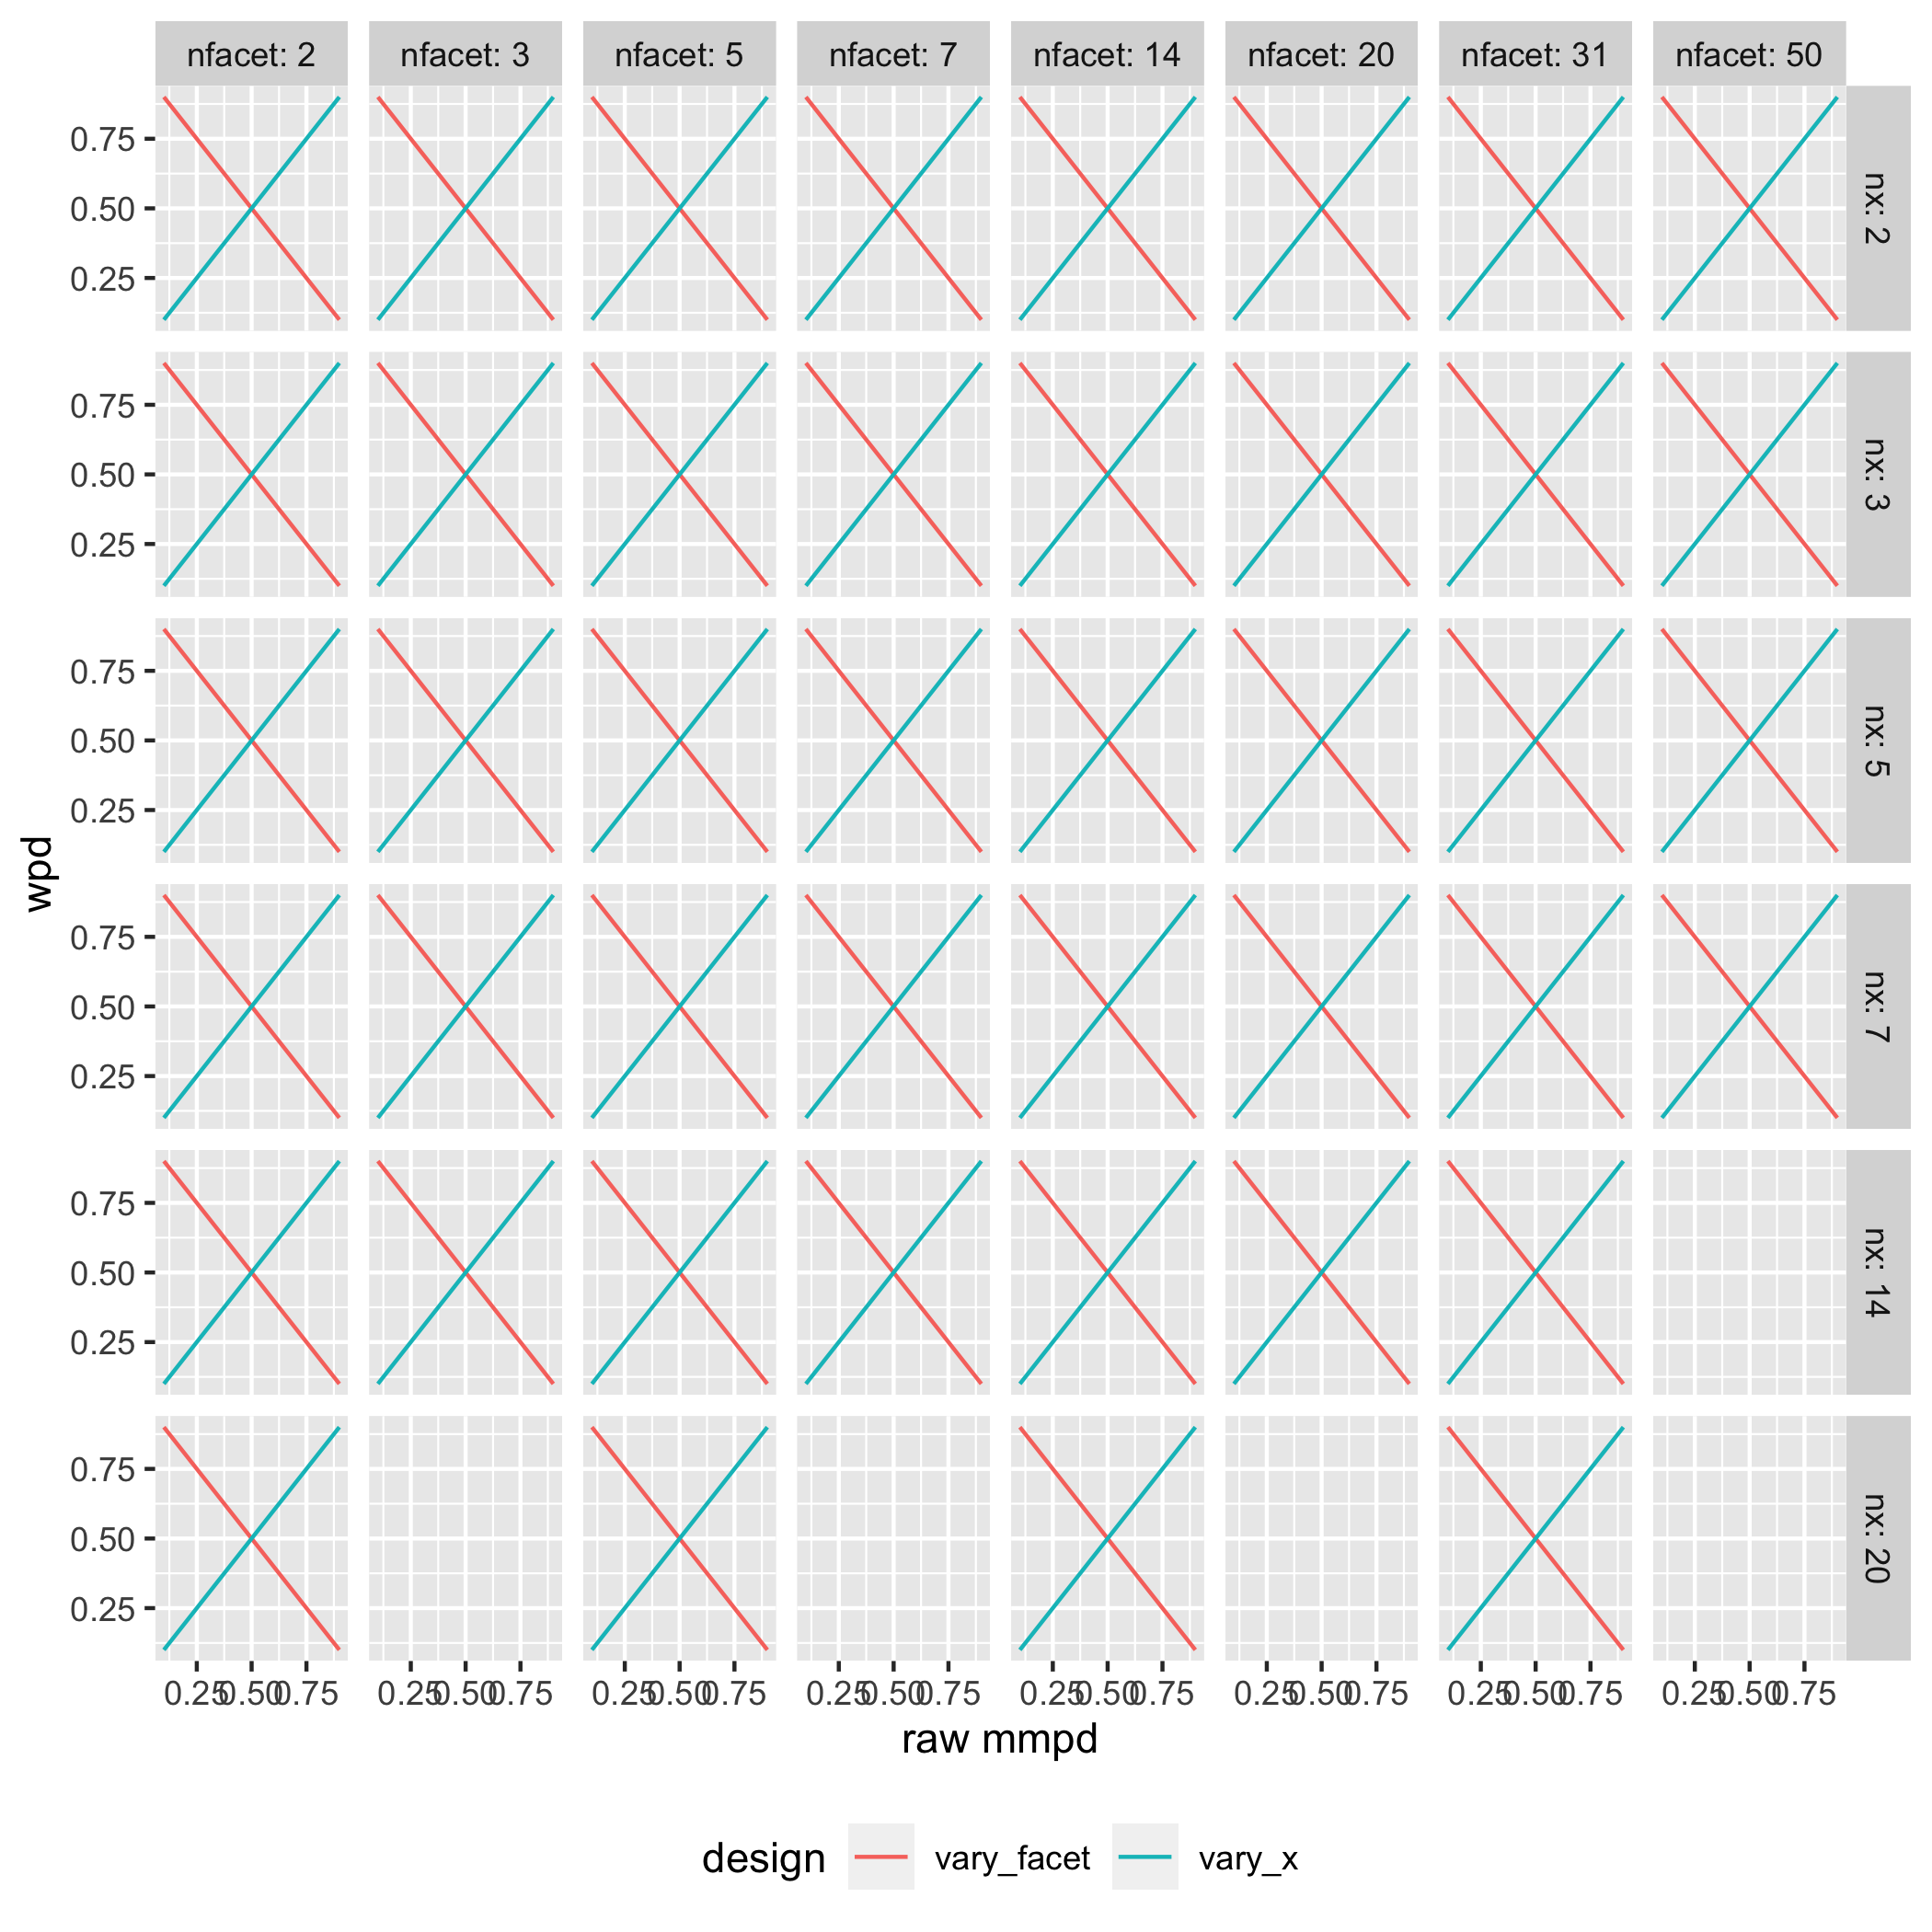 nfacet: 2
nfacet: 3
nfacet: 5
nfacet: 7
nfacet: 14
nfacet: 20
nfacet: 31
nfacet: 50
0.75
0.50
0.25
nx: 2
0.75
0.50
0.25
nx: 3
0.75
0.50
0.25
nx: 5
wpd
0.75
0.50
0.25
nx: 7
0.75
0.50
0.25
nx: 14
0.75
0.50
0.25
nx: 20
0.25 0.50 0.75
0.25 0.50 0.75
0.25 0.50 0.75
0.25 0.50 0.75
0.25 0.50 0.75
0.25 0.50 0.75
0.25 0.50 0.75
0.25 0.50 0.75
raw mmpd
design vary_facet vary_x